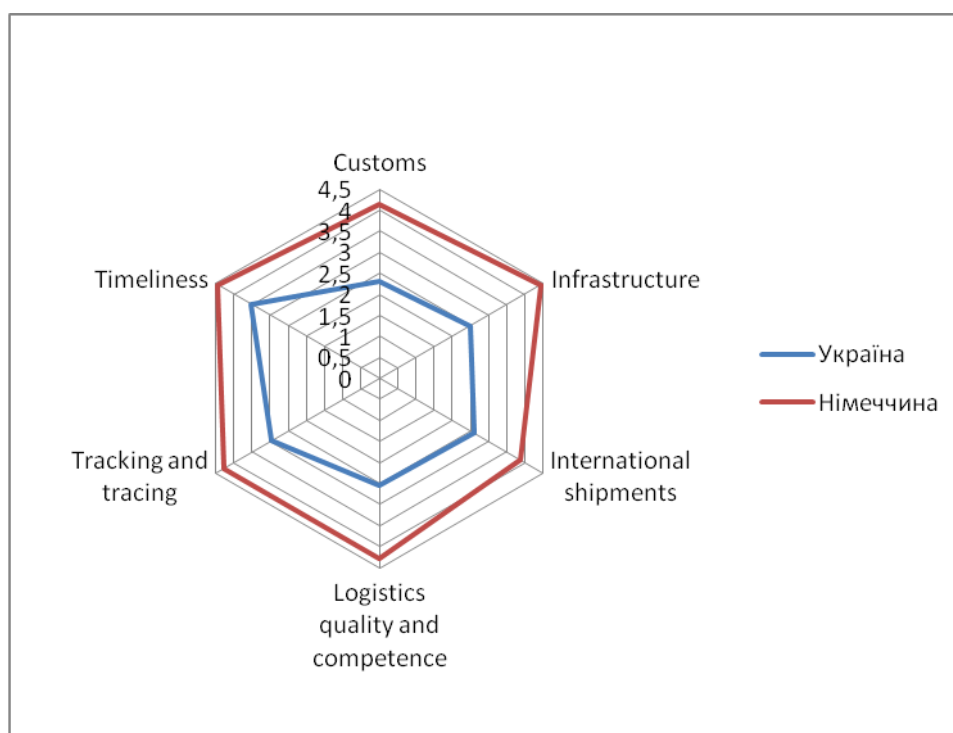 Customs
4,5
4
3,5
3
2,5
2
1,5
1
0,5
0
Timeliness
Infrastructure
Україна
Німеччина
Tracking and
tracing
International
shipments
Logistics
quality and
competence